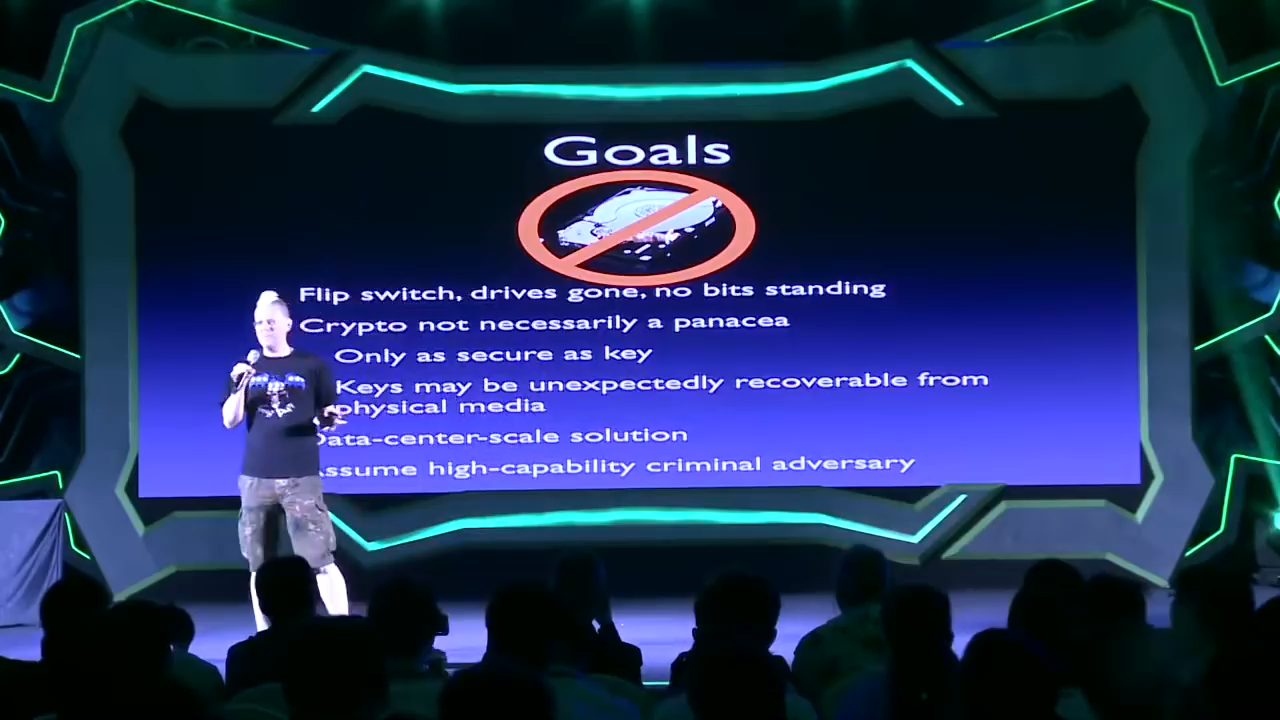 Goals
Flip switch, drives gone, no bits standing
Crypto not necessarily a panacea
Only as secure as key
Keys may be unexpectedly recoverable from
physical media
Data-center-scale solution
Assume high-capability criminal adversary